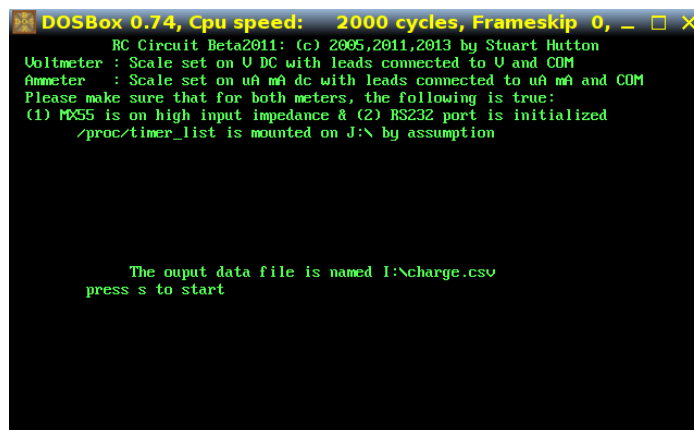 DOSBox 0.74, Cpu speed: 2000 cycles, Frameskip 0,
RC Circuit Beta2011: (c) 2005,2011,2013 by Stuart Hutton
Voltmeter : Scale set on V DC with leads connected to V and COM
Ammeter : Scale set on uA mA dc with leads connected to uA mA and COM
Please make sure that for both meters, the following is true:
(1) MX55 is on high input impedance & (2) RS232 port is initialized
/proc/timer_list is mounted on J:\ by assumption
The ouput data file is named I:\charge.csv
press s to start